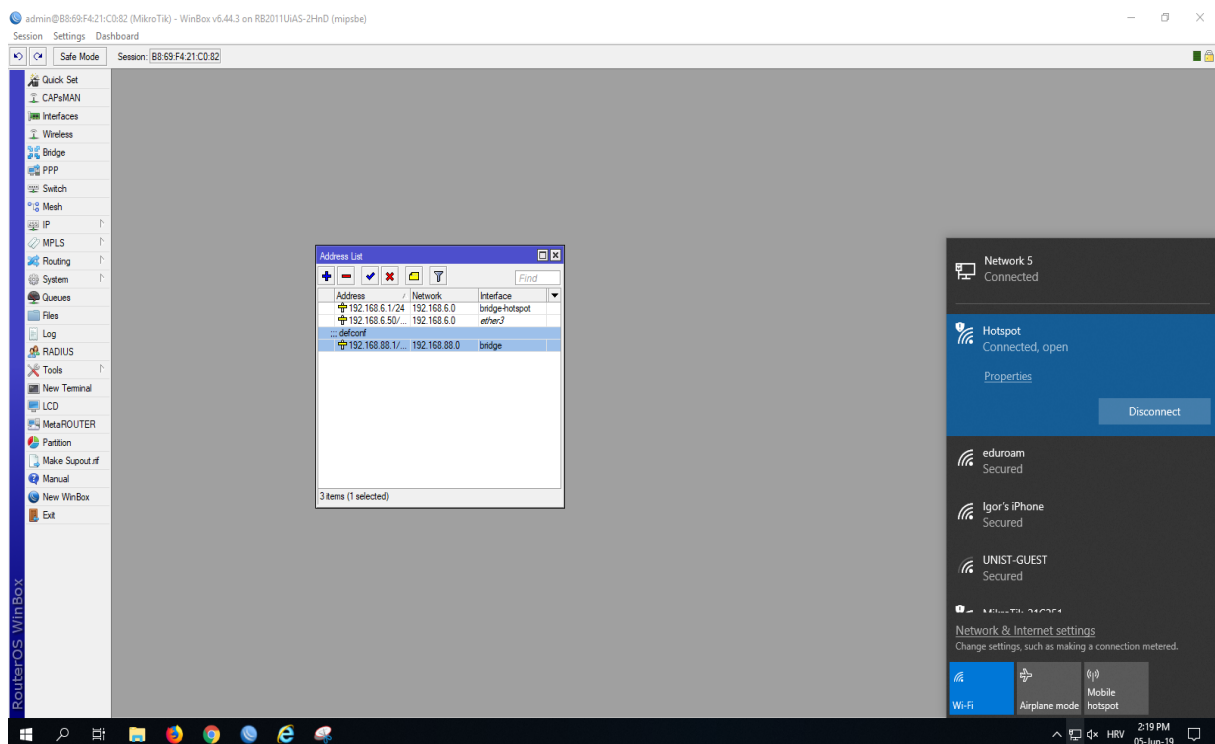 admin@B8:69:F4:21:C0:82 (MikroTik) - WinBox v6.44.3 on RB2011UiAS-2HnD (mipsbe)
Session Settings Dashboard
Safe Mode Session: B8:69:F4:21:C0:82
Quick Set
CAPsMAN
Interfaces
Wireless
Bridge
PPP
Switch
Mesh
IP
MPLS
Routing
System
Queues
Files
Log
RADIUS
Tools
New Terminal
LCD
MetaROUTER
Partition
Make Supout.rif
Manual
New WinBox
Exit
RouterOS WinBox
Address List
Find
Address / Network Interface
192.168.6.1/24 192.168.6.0 bridge-hotspot
192.168.6.50/... 192.168.6.0 ether3
;;; defconf
192.168.88.1/... 192.168.88.0 bridge
3 items (1 selected)
Network 5
Connected
Hotspot
Connected, open
Properties
Disconnect
eduroam
Secured
Igor's iPhone
Secured
UNIST-GUEST
Secured
Network & Internet settings
Change settings, such as making a connection metered.
Wi-Fi
Airplane mode
Mobile
hotspot
HRV
2:19 PM
05-Jun-19